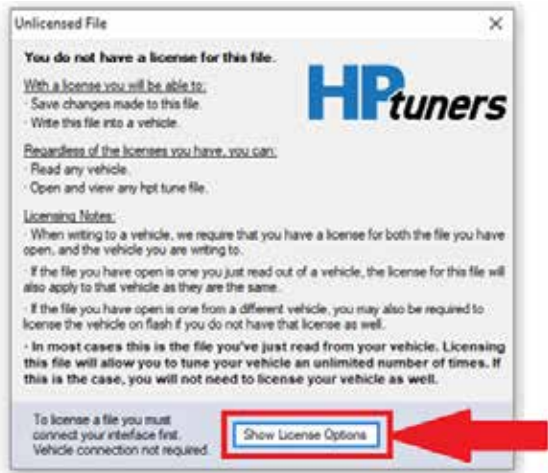 Unlicensed File
You do not have a license for this file.
HPtuners
With a license you will be able to:
· Save changes made to this file.
· Write this file into a vehicle.
Regardless of the licenses you have, you can:
· Read any vehicle.
· Open and view any hpt tune file.
Licensing Notes:
· When writing to a vehicle, we require that you have a license for both the file you have
open, and the vehicle you are writing to.
· If the file you have open is one you just read out of a vehicle, the license for this file will
also apply to that vehicle as they are the same.
· If the file you have open is one from a different vehicle, you may also be required to
license the vehicle on flash if you do not have that license as well.
· In most cases this is the file you've just read from your vehicle. Licensing
this file will allow you to tune your vehicle an unlimited number of times. If
this is the case, you will not need to license your vehicle as well.
To license a file you must
connect your interface first.
Vehicle connection not required.
Show License Options